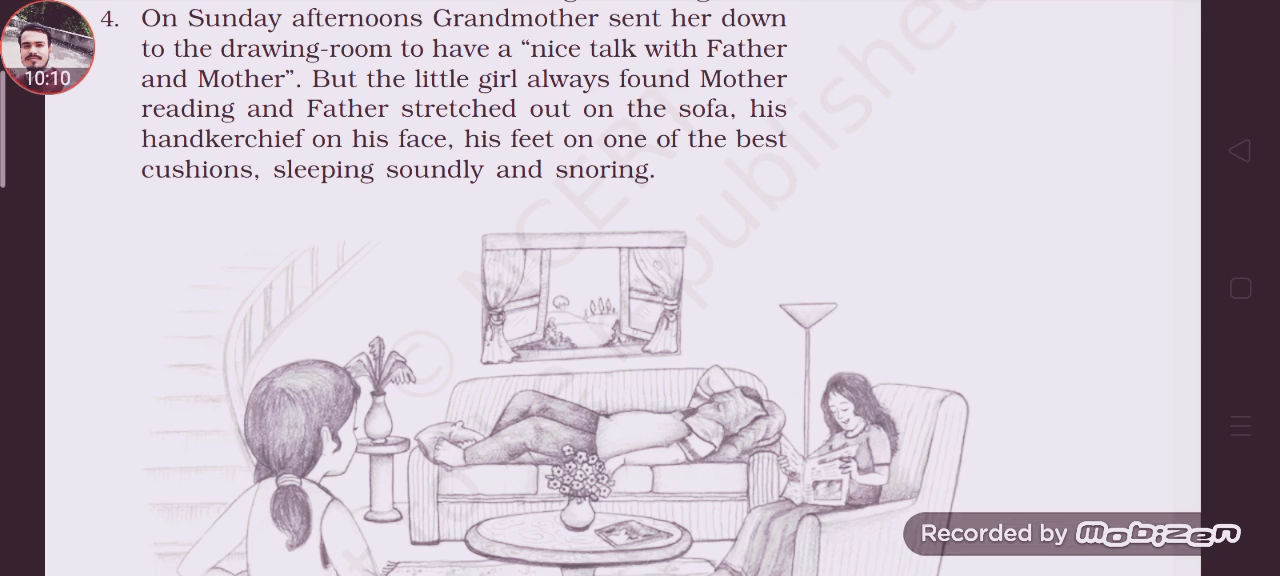 4. On Sunday afternoons Grandmother sent her down
to the drawing-room to have a “nice talk with Father
and Mother”. But the little girl always found Mother
reading and Father stretched out on the sofa, his
handkerchief on his face, his feet on one of the best
cushions, sleeping soundly and snoring.
10:10
© NCERT
published
Recorded by mobizen